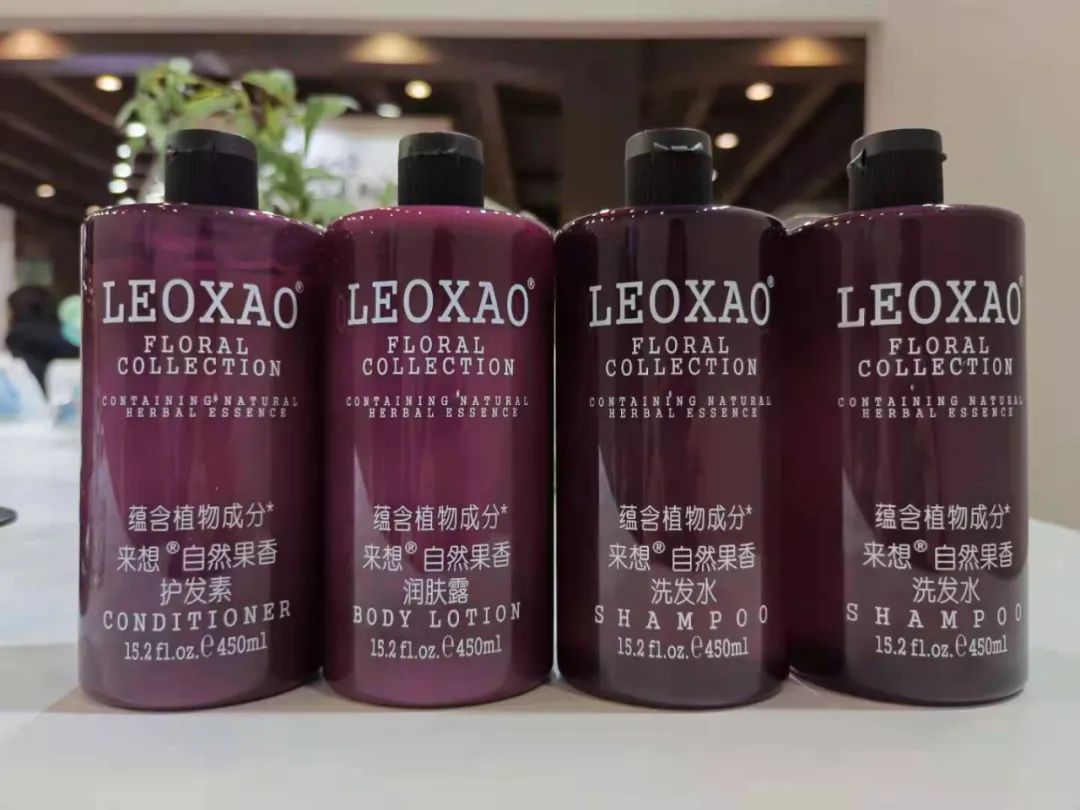 LEOXAO®
FLORAL
COLLECTION
CONTAINING NATURAL
HERBAL ESSENCE
蕴含植物成分*
来想®自然果香
护发素
CONDITIONER
15.2 fl.oz. ℮450ml
LEOXAO®
FLORAL
COLLECTION
CONTAINING NATURAL
HERBAL ESSENCE
蕴含植物成分*
来想®自然果香
润肤露
BODY LOTION
15.2 fl.oz. ℮450ml
LEOXAO®
FLORAL
COLLECTION
CONTAINING NATURAL
HERBAL ESSENCE
蕴含植物成分*
来想®自然果香
洗发水
SHAMPOO
15.2 fl.oz. ℮450ml
LEOXAO®
FLORAL
COLLECTION
CONTAINING NATURAL
HERBAL ESSENCE
蕴含植物成分*
来想®自然果香
洗发水
SHAMPOO
15.2 fl.oz. ℮450ml